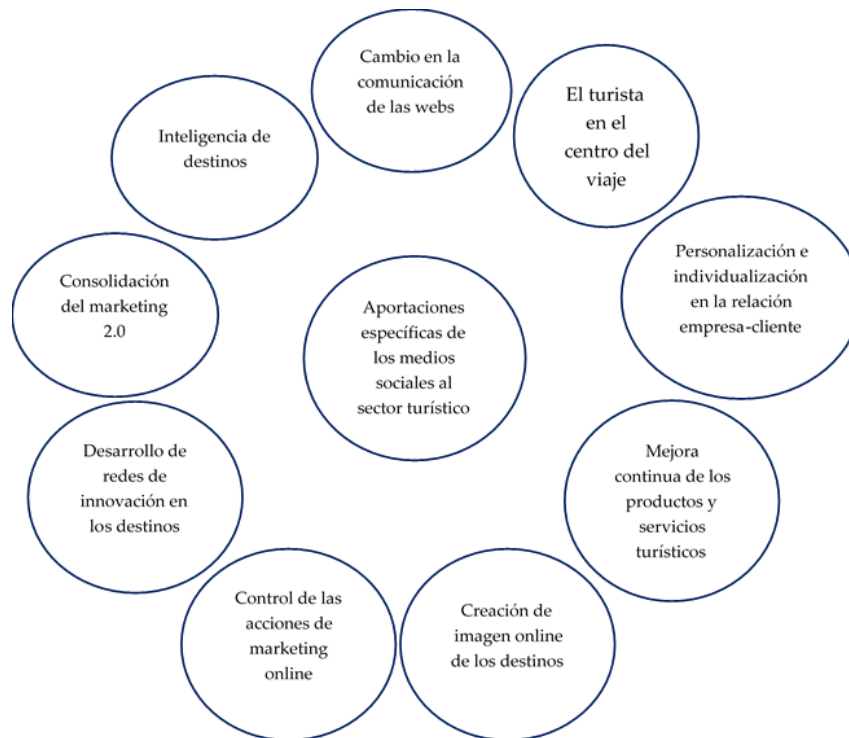 Cambio en la
comunicación
de las webs
El turista
en el
centro del
viaje
Personalización e
individualización
en la relación
empresa-cliente
Mejora
continua de los
productos y
servicios
turísticos
Creación de
imagen online
de los destinos
Control de las
acciones de
marketing
online
Desarrollo de
redes de
innovación en
los destinos
Consolidación
del marketing
2.0
Inteligencia de
destinos
Aportaciones
específicas de
los medios
sociales al
sector turístico